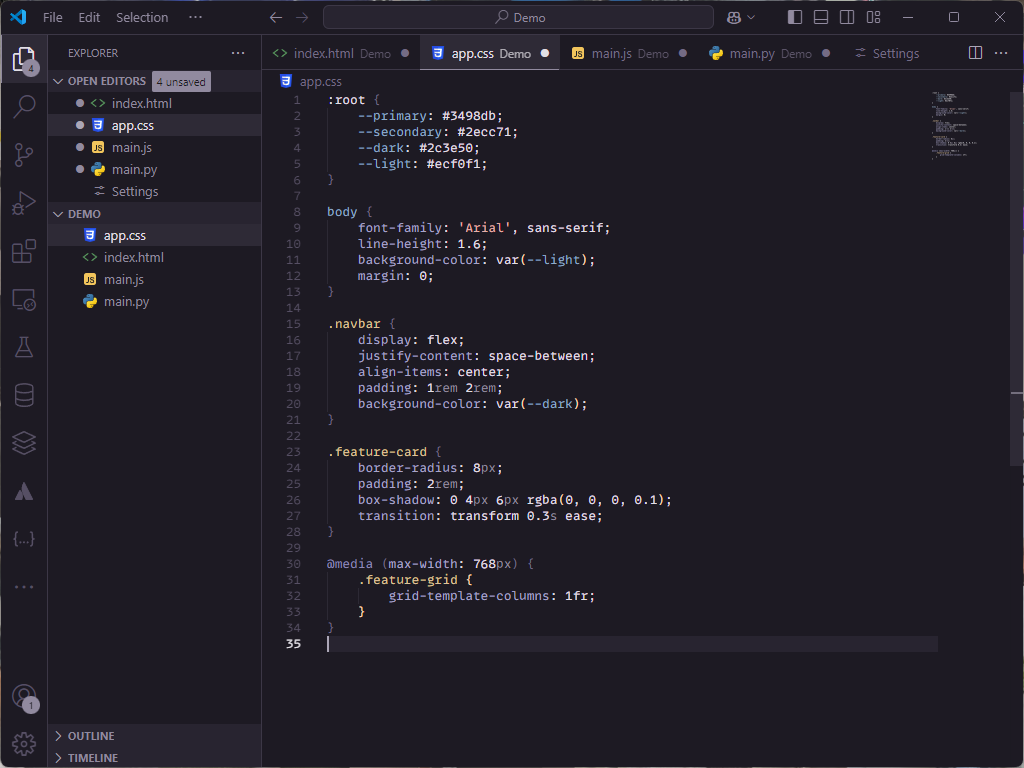 File Edit Selection ··· Demo
EXPLORER ···
OPEN EDITORS 4 unsaved
index.html
app.css
main.js
main.py
Settings
DEMO
app.css
index.html
main.js
main.py
OUTLINE
TIMELINE
4
{...}
1
index.html Demo
app.css Demo
JS main.js Demo
main.py Demo
Settings
app.css
1 :root {
2 --primary: #3498db;
3 --secondary: #2ecc71;
4 --dark: #2c3e50;
5 --light: #ecf0f1;
6 }
7
8 body {
9 font-family: 'Arial', sans-serif;
10 line-height: 1.6;
11 background-color: var(--light);
12 margin: 0;
13 }
14
15 .navbar {
16 display: flex;
17 justify-content: space-between;
18 align-items: center;
19 padding: 1rem 2rem;
20 background-color: var(--dark);
21 }
22
23 .feature-card {
24 border-radius: 8px;
25 padding: 2rem;
26 box-shadow: 0 4px 6px rgba(0, 0, 0, 0.1);
27 transition: transform 0.3s ease;
28 }
29
30 @media (max-width: 768px) {
31 .feature-grid {
32 grid-template-columns: 1fr;
33 }
34 }
35